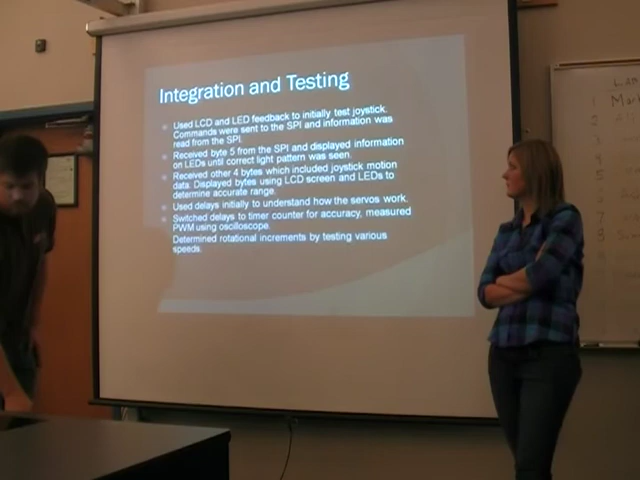 Integration and Testing
Used LCD and LED feedback to initially test joystick.
Commands were sent to the SPI and information was
read from the SPI.
Received byte 5 from the SPI and displayed information
on LEDs until correct light pattern was seen.
Received other 4 bytes which included joystick motion
data. Displayed bytes using LCD screen and LEDs to
determine accurate range.
Used delays initially to understand how the servos work.
Switched delays to timer counter for accuracy, measured
PWM using oscilloscope.
Determined rotational increments by testing various
speeds.
LAB
1
2